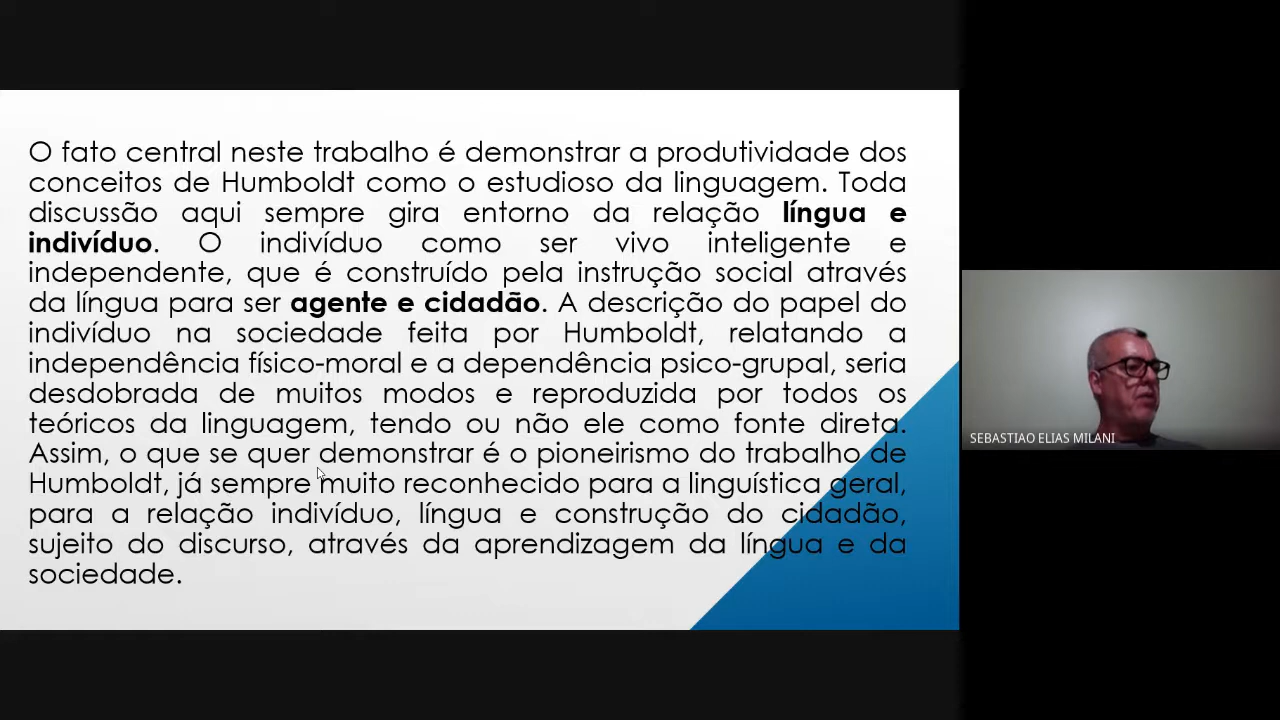 O fato central neste trabalho é demonstrar a produtividade dos
conceitos de Humboldt como o estudioso da linguagem. Toda
discussão aqui sempre gira entorno da relação língua e
indivíduo. O indivíduo como ser vivo inteligente e
independente, que é construído pela instrução social através
da língua para ser agente e cidadão. A descrição do papel do
indivíduo na sociedade feita por Humboldt, relatando a
independência físico-moral e a dependência psico-grupal, seria
desdobrada de muitos modos e reproduzida por todos os
teóricos da linguagem, tendo ou não ele como fonte direta.
Assim, o que se quer demonstrar é o pioneirismo do trabalho de
Humboldt, já sempre muito reconhecido para a linguística geral,
para a relação indivíduo, língua e construção do cidadão,
sujeito do discurso, através da aprendizagem da língua e da
sociedade.
SEBASTIAO ELIAS MILANI